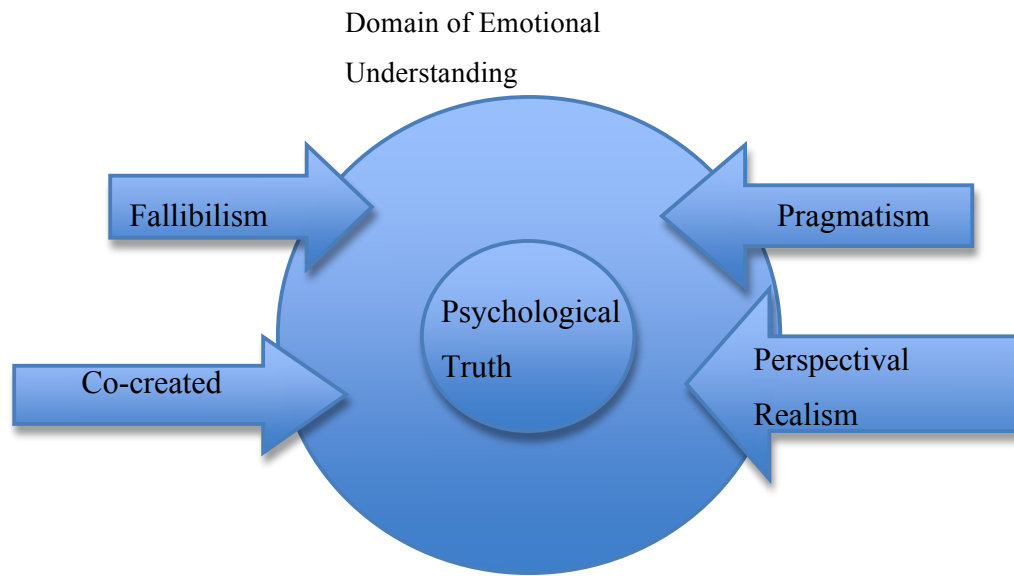 Domain of Emotional
Understanding
Fallibilism
Pragmatism
Psychological
Truth
Co-created
Perspectival
Realism